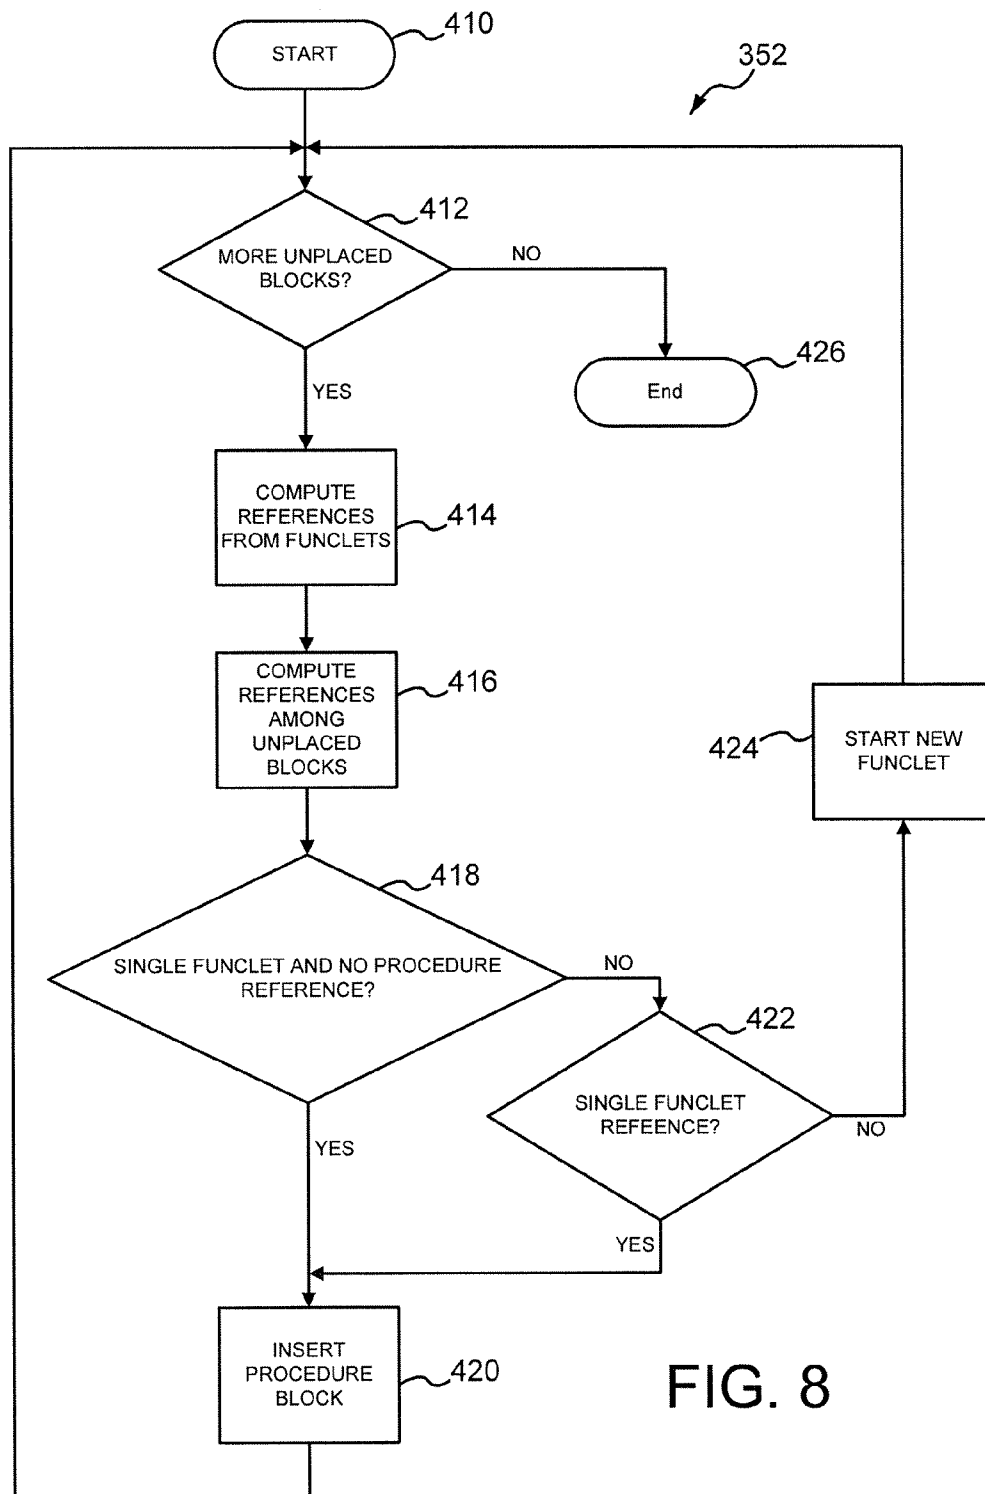 START
410
352
MORE UNPLACED
BLOCKS?
412
NO
End
426
YES
COMPUTE
REFERENCES
FROM FUNCLETS
414
COMPUTE
REFERENCES
AMONG
UNPLACED
BLOCKS
416
START NEW
FUNCLET
424
SINGLE FUNCLET AND NO PROCEDURE
REFERENCE?
418
NO
SINGLE FUNCLET
REFEENCE?
422
NO
YES
YES
INSERT
PROCEDURE
BLOCK
420
FIG. 8